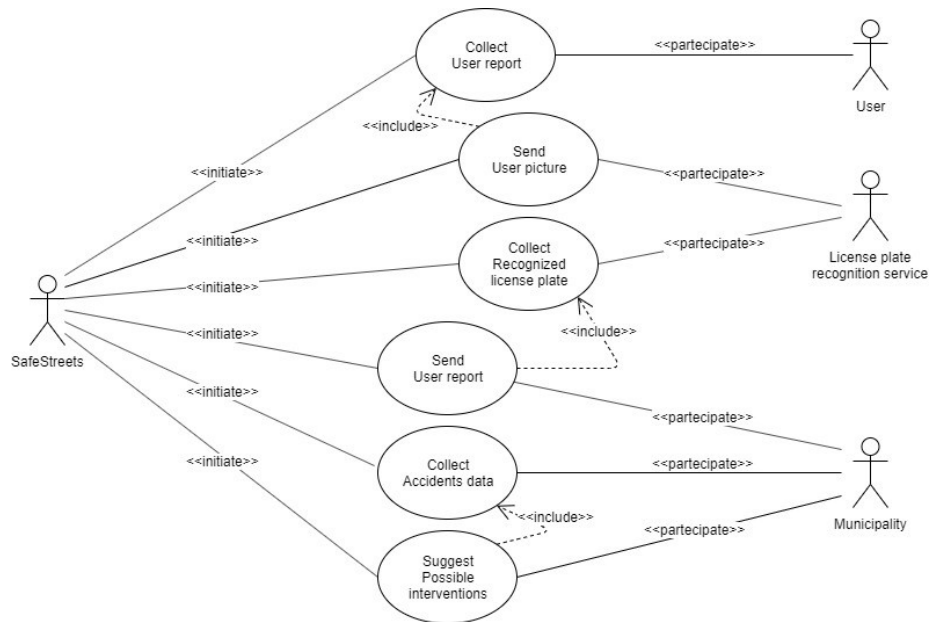 Collect
User report
<<partecipate>>
User
<<include>>
<<initiate>>
Send
User picture
<<partecipate>>
License plate
recognition service
<<initiate>>
Collect
Recognized
license plate
<<partecipate>>
<<initiate>>
SafeStreets
<<include>>
<<initiate>>
Send
User report
<<initiate>>
<<partecipate>>
<<initiate>>
Collect
Accidents data
<<partecipate>>
Municipality
<<include>>
<<partecipate>>
Suggest
Possible
interventions